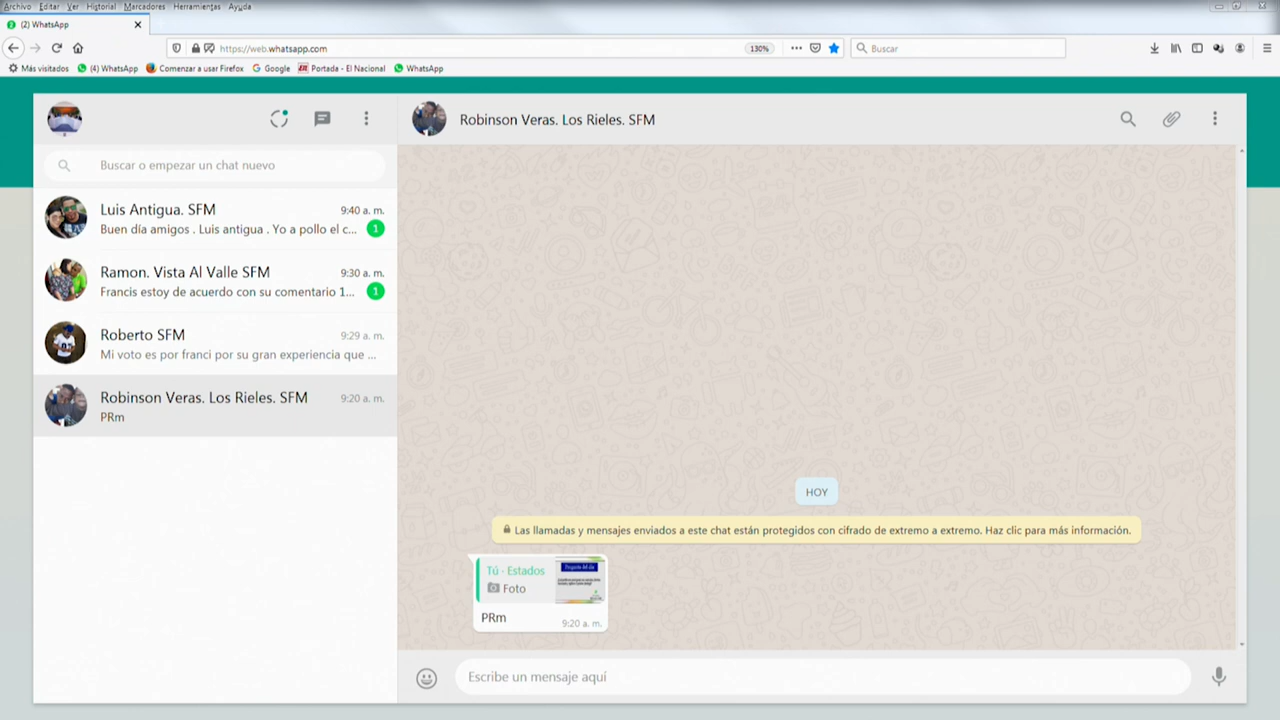 Archivo Editar Ver Historial Marcadores Herramientas Ayuda
(2) WhatsApp
https://web.whatsapp.com
130%
Buscar
Más visitados
(4) WhatsApp
Comenzar a usar Firefox
Google
Portada - El Nacional
WhatsApp
Robinson Veras. Los Rieles. SFM
Buscar o empezar un chat nuevo
Luis Antigua. SFM
9:40 a. m.
Buen día amigos . Luis antigua . Yo a pollo el c...
1
Ramon. Vista Al Valle SFM
9:30 a. m.
Francis estoy de acuerdo con su comentario 1...
1
Roberto SFM
9:29 a. m.
Mi voto es por franci por su gran experiencia que ...
Robinson Veras. Los Rieles. SFM
9:20 a. m.
PRm
HOY
Las llamadas y mensajes enviados a este chat están protegidos con cifrado de extremo a extremo. Haz clic para más información.
Tú · Estados
Foto
Pregunta del día
PRm
9:20 a. m.
Escribe un mensaje aquí